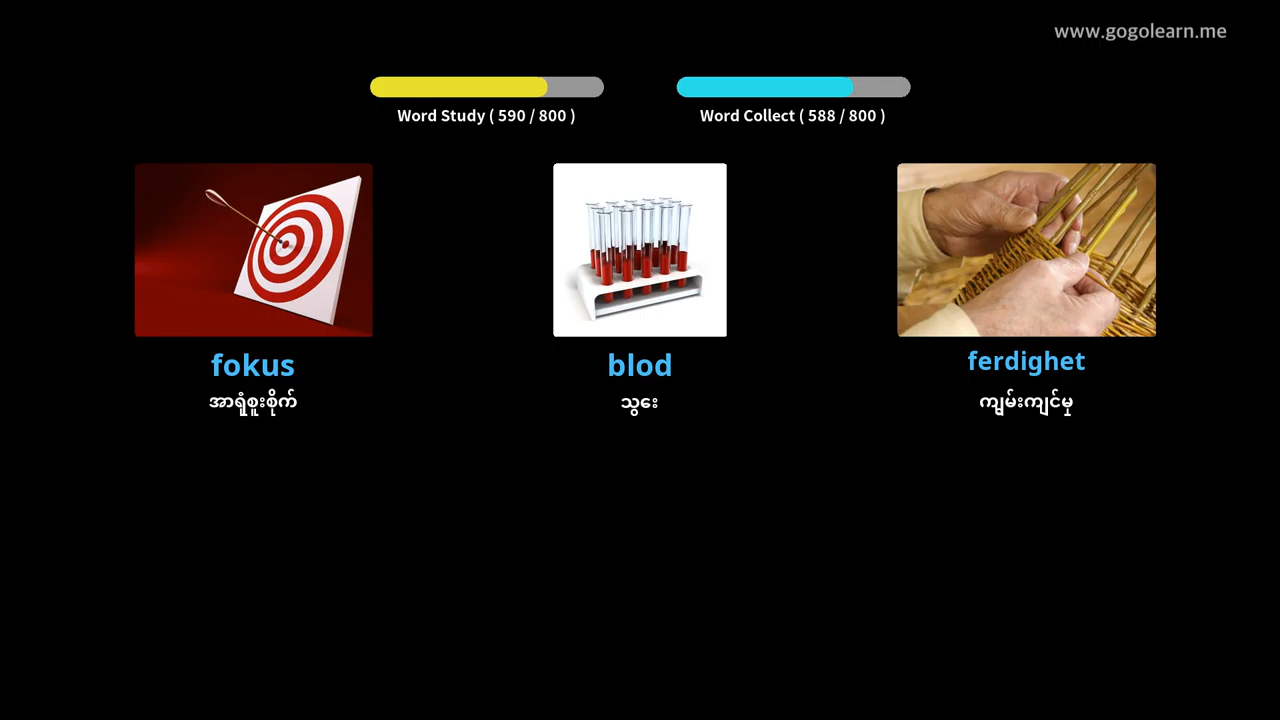 www.gogolearn.me
Word Study ( 590 / 800 )
Word Collect ( 588 / 800 )
fokus
blod
ferdighet
အာရုံစူးစိုက်
သွေး
ကျွမ်းကျင်မှု